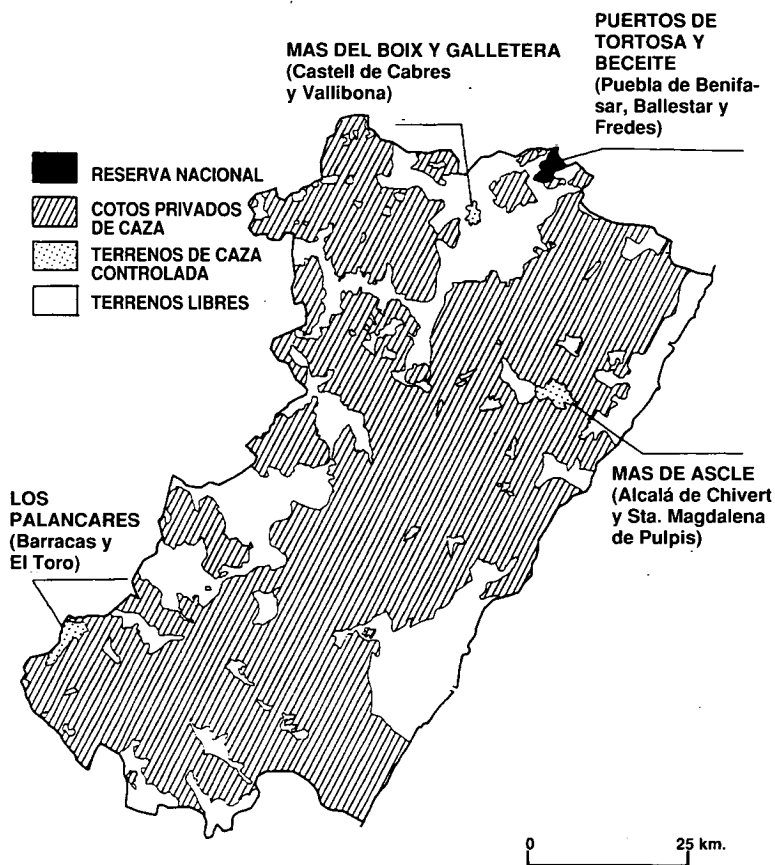 PUERTOS DE
TORTOSA Y
BECEITE
(Puebla de Benifa-
sar, Ballestar y
Fredes)
MAS DEL BOIX Y GALLETERA
(Castell de Cabres
y Vallibona)
RESERVA NACIONAL
COTOS PRIVADOS
DE CAZA
TERRENOS DE CAZA
CONTROLADA
TERRENOS LIBRES
MAS DE ASCLE
(Alcalá de Chivert
y Sta. Magdalena
de Pulpis)
LOS
PALANCARES
(Barracas y
El Toro)
0 25 km.